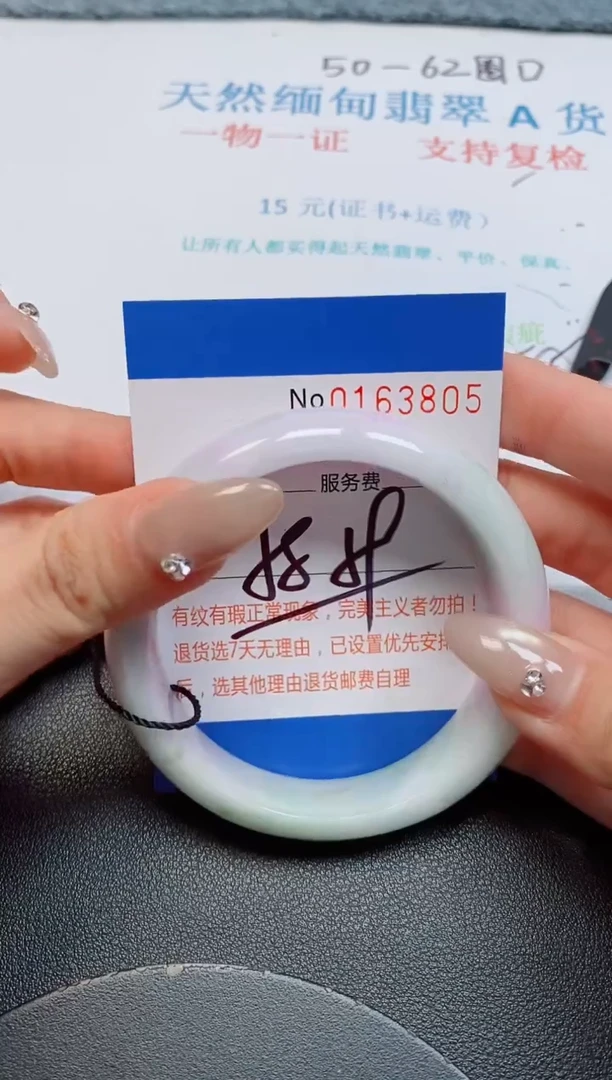 50-62圈口
天然缅甸翡翠 A 货
一物一证 支持复检
15 元(证书+运费)
让所有人都买得起天然翡翠、平价、保真、
瑕疵
No0163805
服务费
有纹有瑕正常现象，完美主义者勿拍！
退货选7天无理由，已设置优先安排
后，选其他理由退货邮费自理